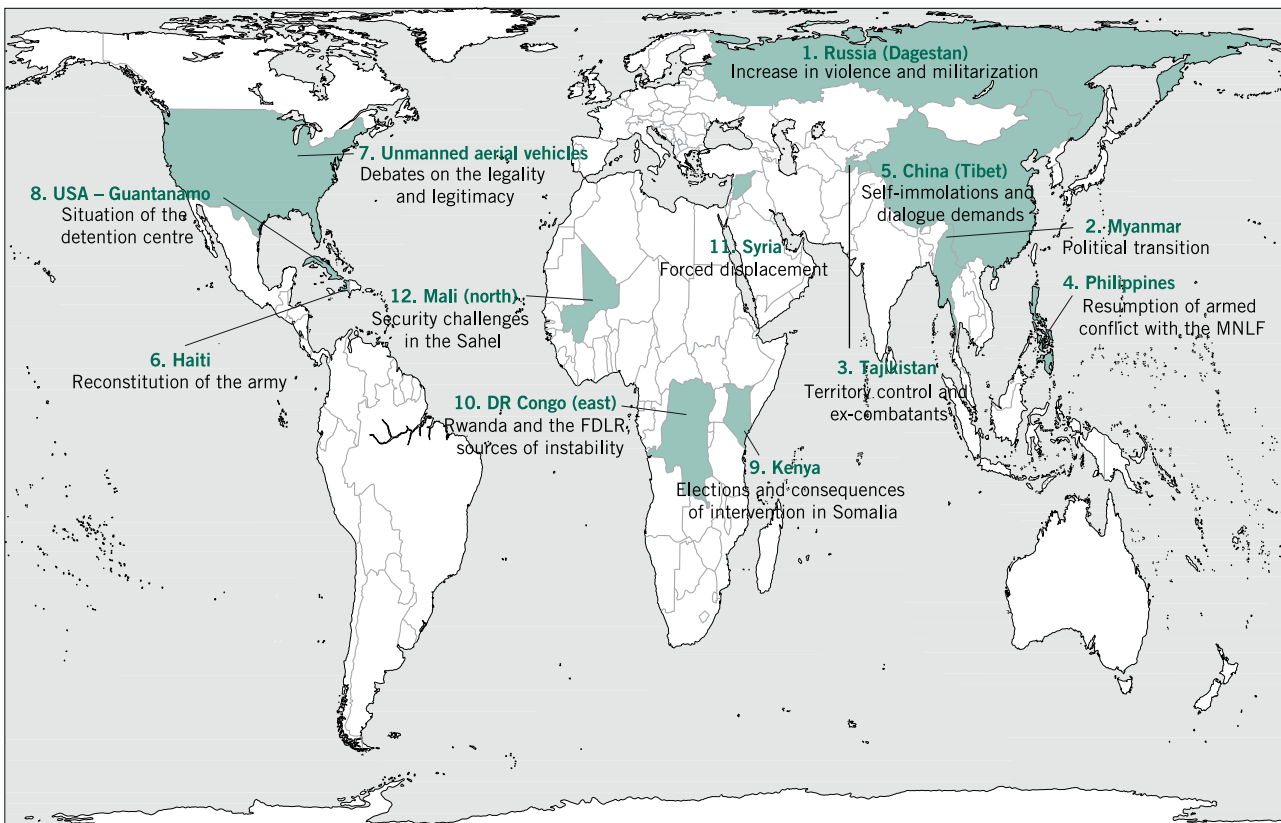 1. Russia (Dagestan)
Increase in violence and militarization
7. Unmanned aerial vehicles
Debates on the legality
and legitimacy
8. USA – Guantanamo
Situation of the
detention centre
5. China (Tibet)
Self-immolations and
dialogue demands
2. Myanmar
Political transition
11. Syria
Forced displacement
4. Philippines
Resumption of armed
conflict with the MNLF
12. Mali (north)
Security challenges
in the Sahel
6. Haiti
Reconstitution of the army
3. Tajikistan
Territory control and
ex-combatants
10. DR Congo (east)
Rwanda and the FDLR,
sources of instability
9. Kenya
Elections and consequences
of intervention in Somalia